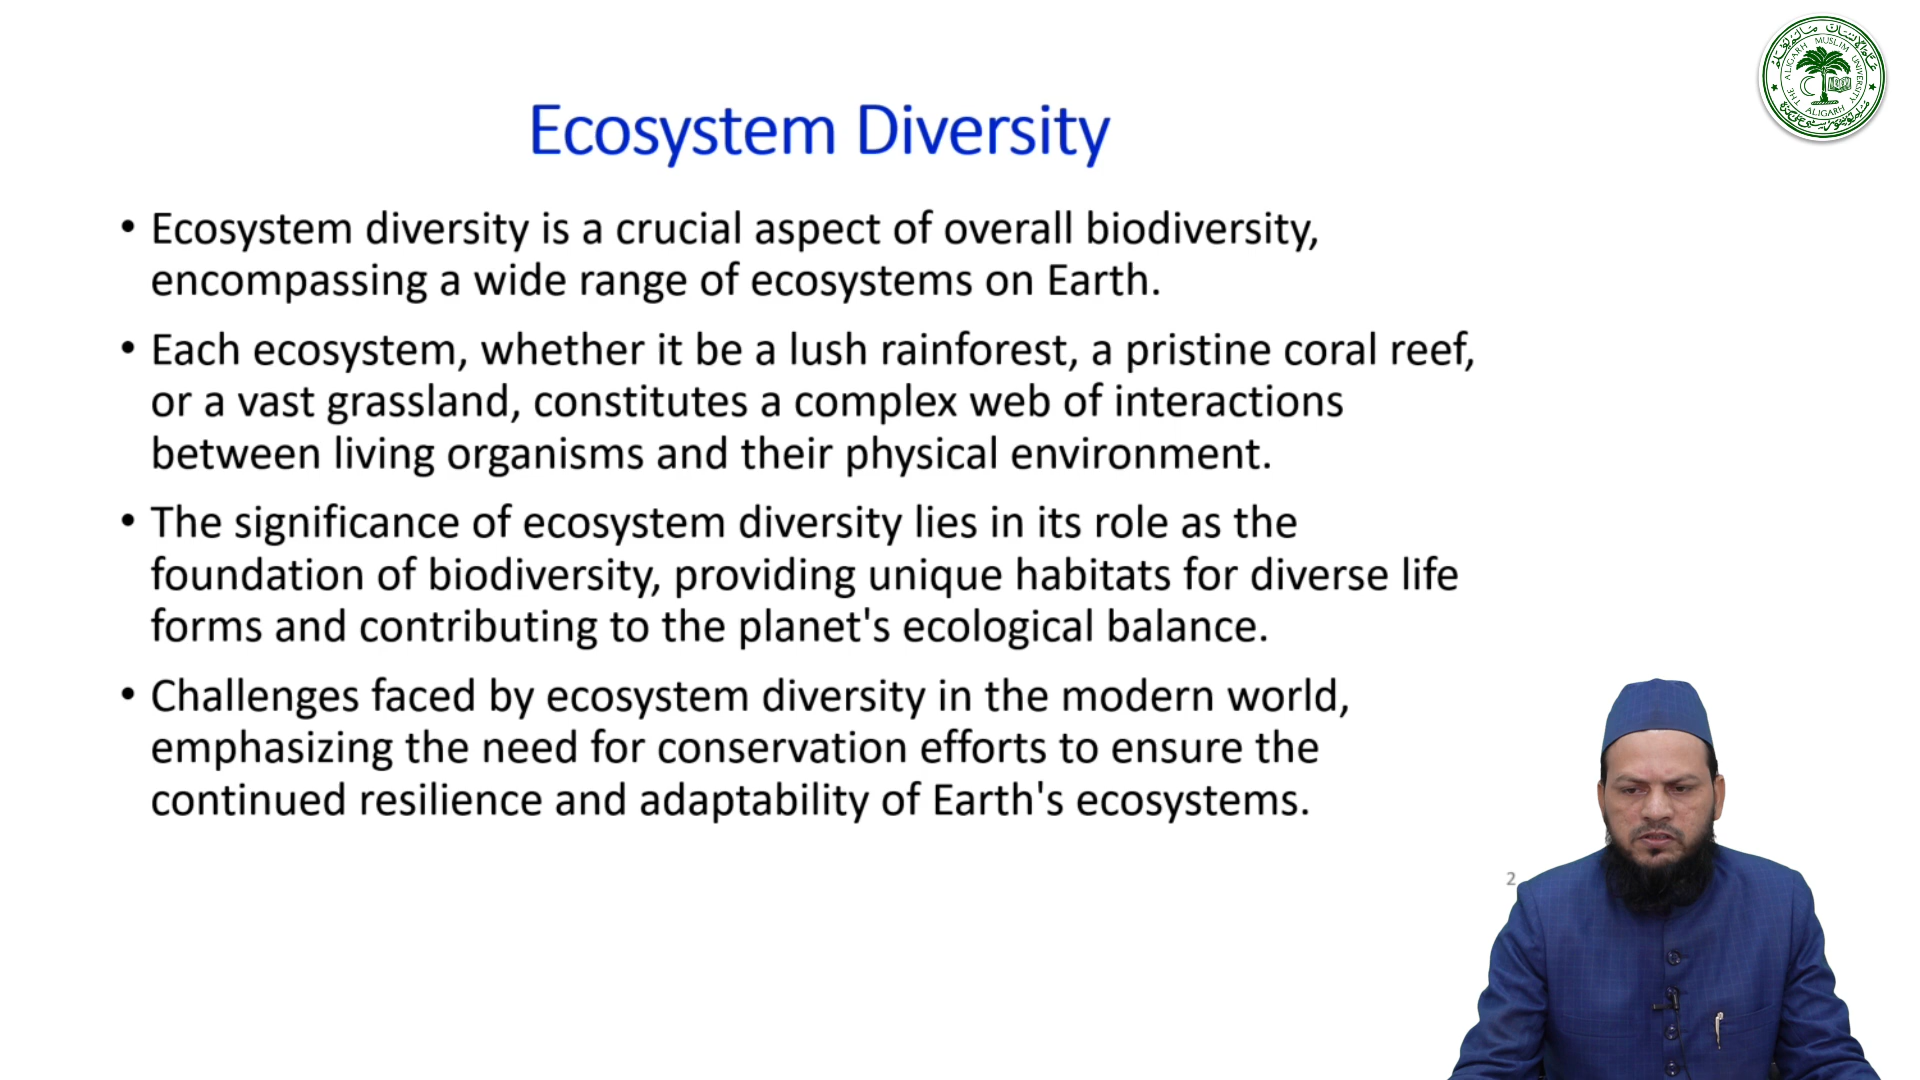 Ecosystem Diversity
• Ecosystem diversity is a crucial aspect of overall biodiversity,
encompassing a wide range of ecosystems on Earth.
• Each ecosystem, whether it be a lush rainforest, a pristine coral reef,
or a vast grassland, constitutes a complex web of interactions
between living organisms and their physical environment.
• The significance of ecosystem diversity lies in its role as the
foundation of biodiversity, providing unique habitats for diverse life
forms and contributing to the planet's ecological balance.
• Challenges faced by ecosystem diversity in the modern world,
emphasizing the need for conservation efforts to ensure the
continued resilience and adaptability of Earth's ecosystems.
2
THE ALIGARH MUSLIM UNIVERSITY
ALIGARH